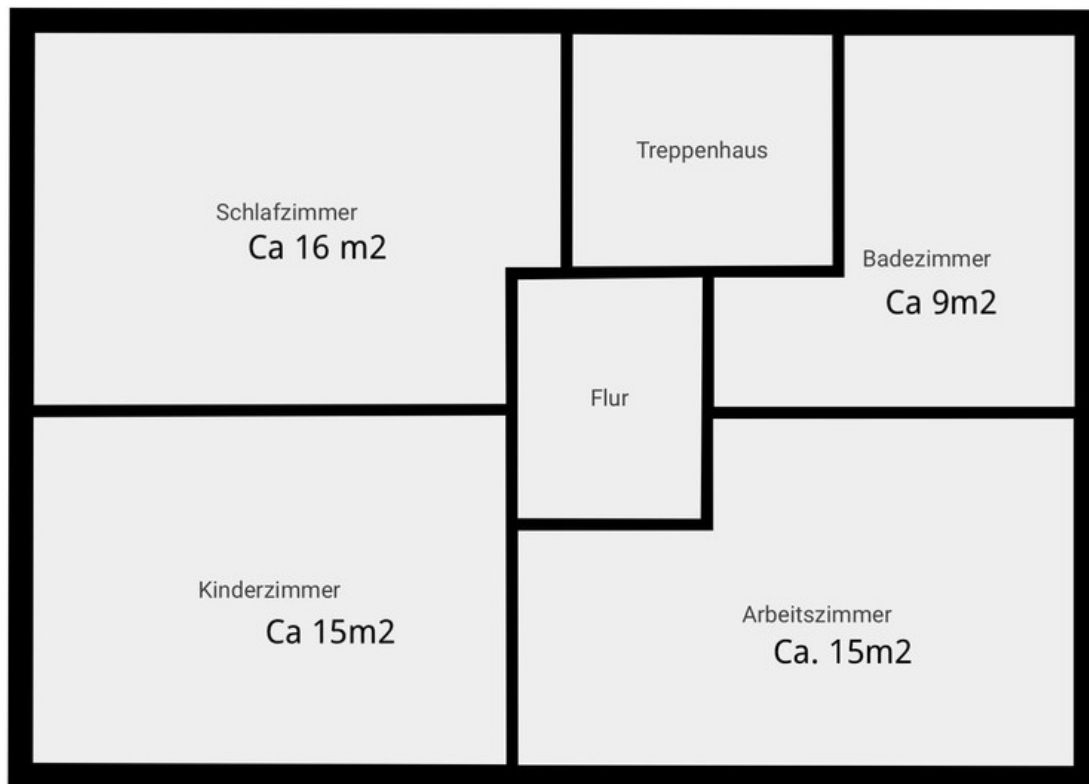 Treppenhaus
Schlafzimmer
Ca 16 m2
Badezimmer
Ca 9m2
Flur
Kinderzimmer
Ca 15m2
Arbeitszimmer
Ca. 15m2